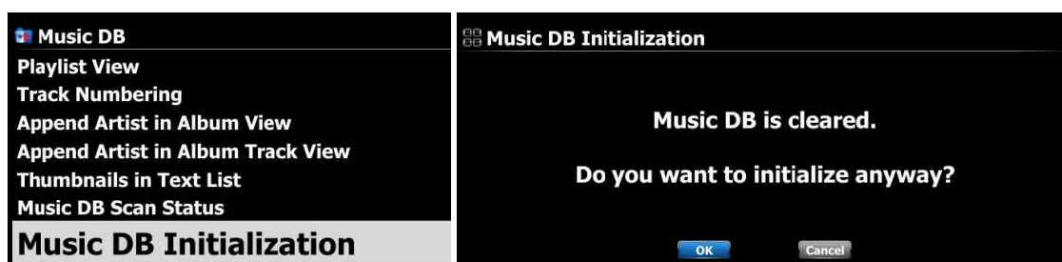 Music DB
Playlist View
Track Numbering
Append Artist in Album View
Append Artist in Album Track View
Thumbnails in Text List
Music DB Scan Status
Music DB Initialization
Music DB Initialization
Music DB is cleared.
Do you want to initialize anyway?
OK Cancel